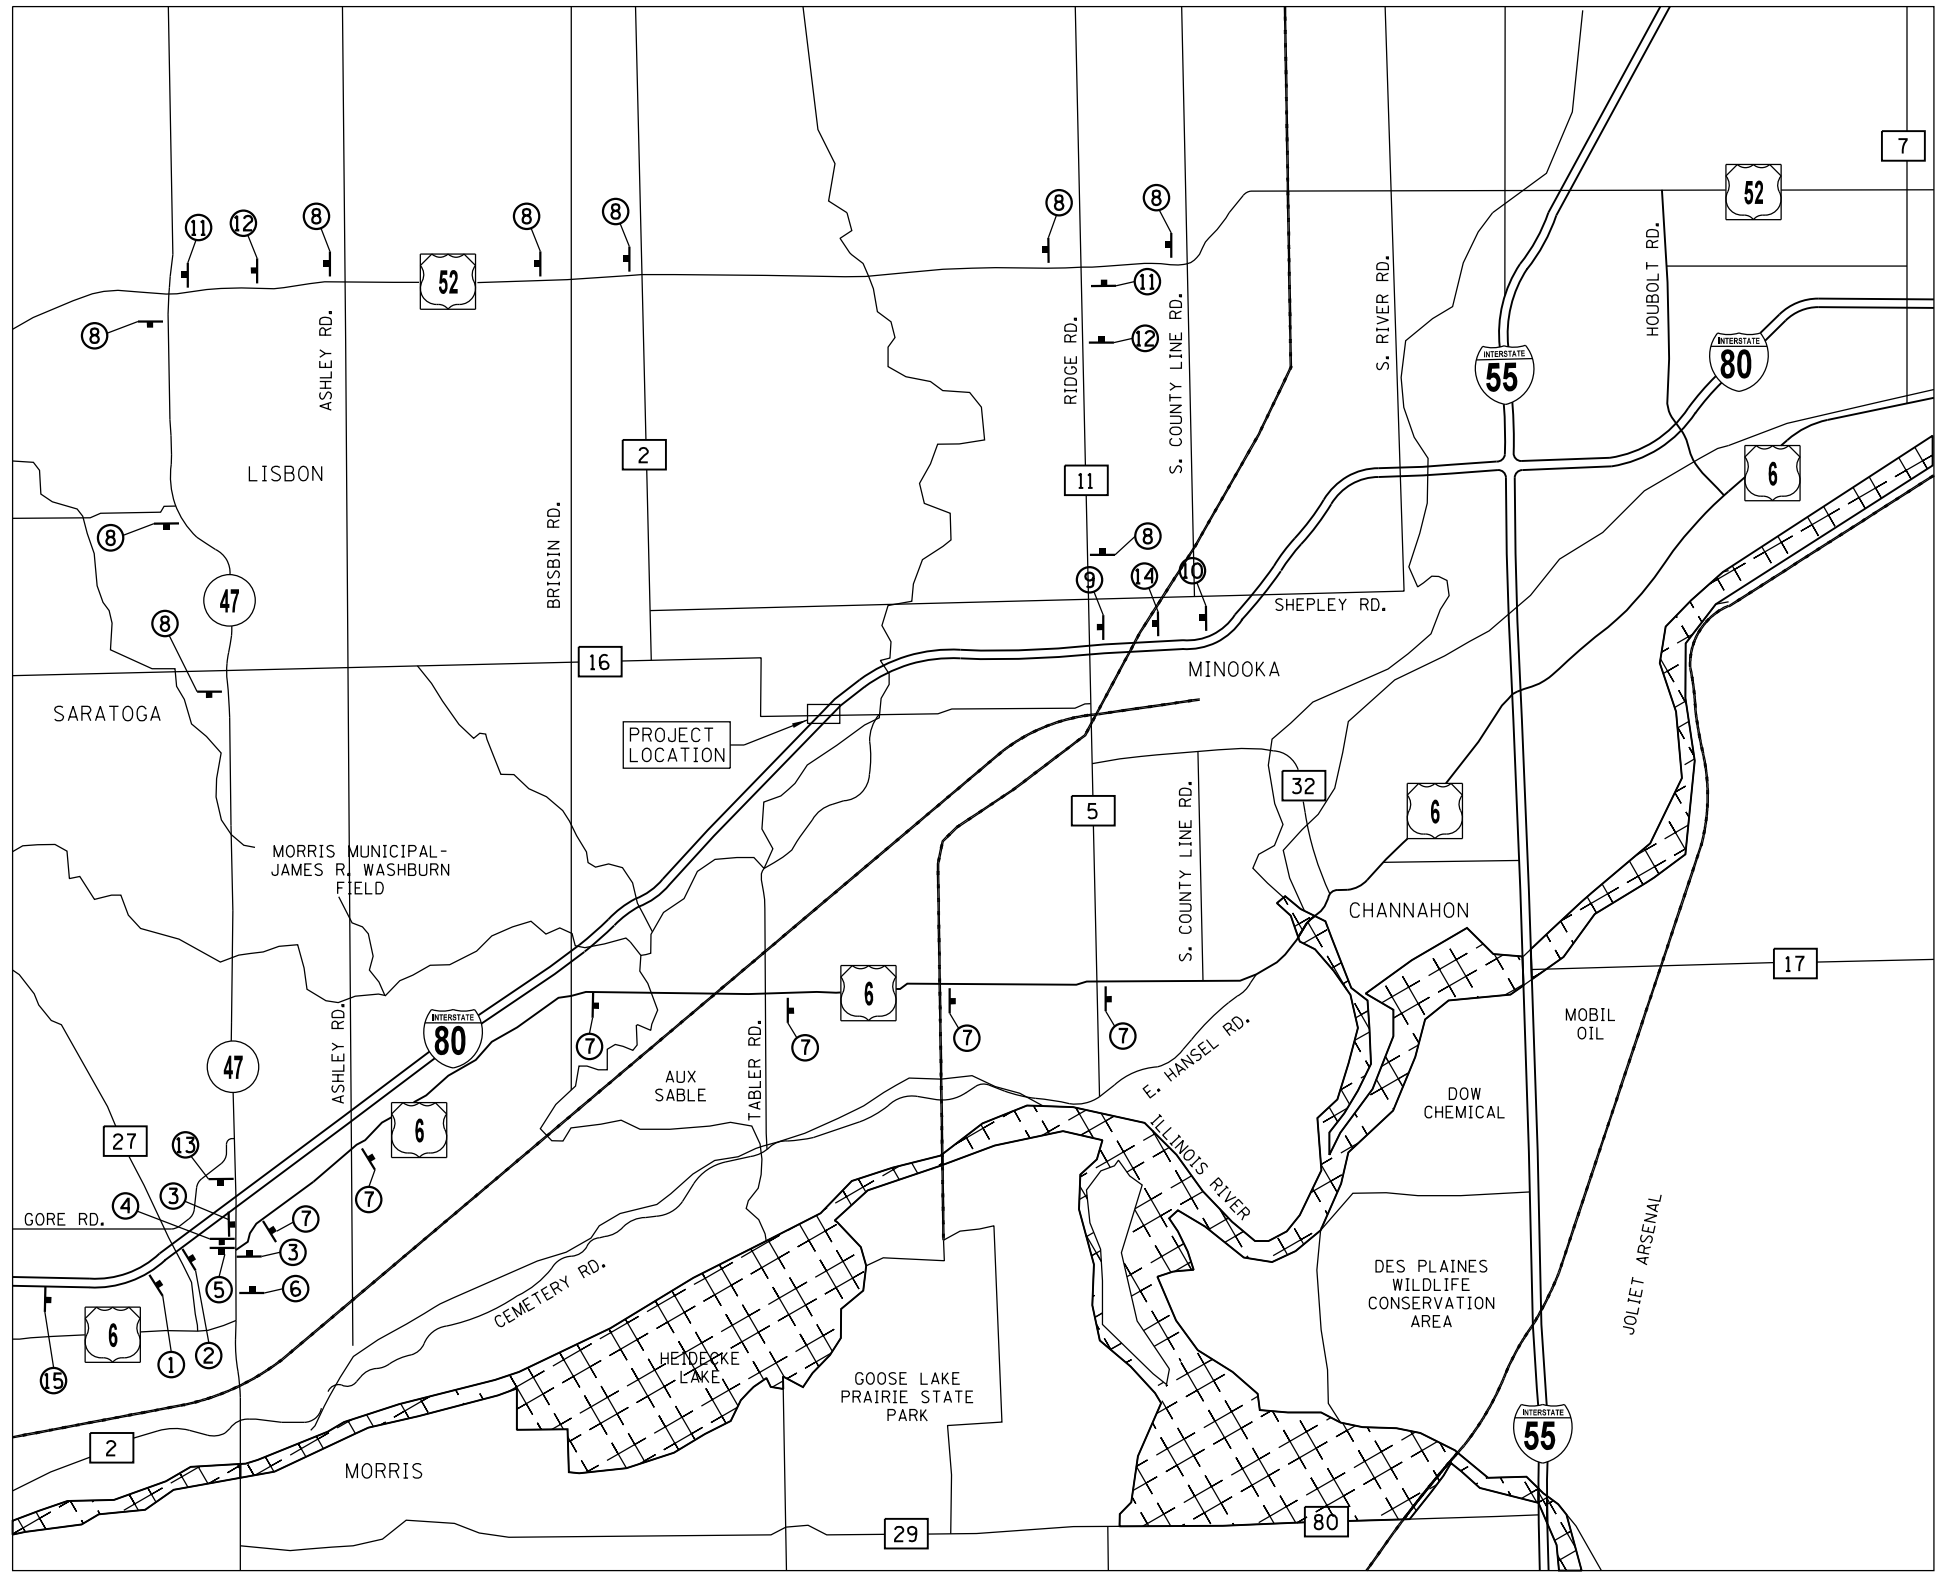 7
52
HOUBOLT RD.
8
8
11
12
8
8
8
52
11
12
8
ASHLEY RD.
RIDGE RD.
S. COUNTY LINE RD.
S. RIVER RD.
INTERSTATE
55
INTERSTATE
80
LISBON
2
11
6
8
BRISBIN RD.
8
9
14
10
47
SHEPLEY RD.
8
16
MINOOKA
SARATOGA
PROJECT
LOCATION
32
6
5
S. COUNTY LINE RD.
MORRIS MUNICIPAL-
JAMES R. WASHBURN
FIELD
CHANNAHON
17
6
MOBIL
OIL
INTERSTATE
80
7
7
7
7
47
ASHLEY RD.
TABLER RD.
AUX
SABLE
E. HANSEL RD.
DOW
CHEMICAL
6
27
13
ILLINOIS RIVER
3
4
7
GORE RD.
7
3
5
6
CEMETERY RD.
DES PLAINES
WILDLIFE
CONSERVATION
AREA
JOLIET ARSENAL
6
15
1
2
HEIDECKE
LAKE
GOOSE LAKE
PRAIRIE STATE
PARK
INTERSTATE
55
2
MORRIS
29
80